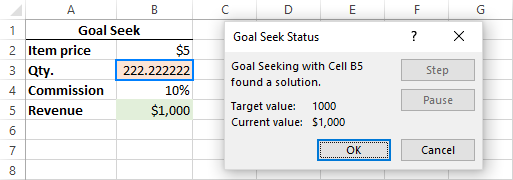 A B C D E F G
1 Goal Seek
2 Item price $5
3 Qty. 222.222222
4 Commission 10%
5 Revenue $1,000
6
7
8
Goal Seek Status ? ×
Goal Seeking with Cell B5
found a solution.
Step
Pause
Target value: 1000
Current value: $1,000
OK Cancel